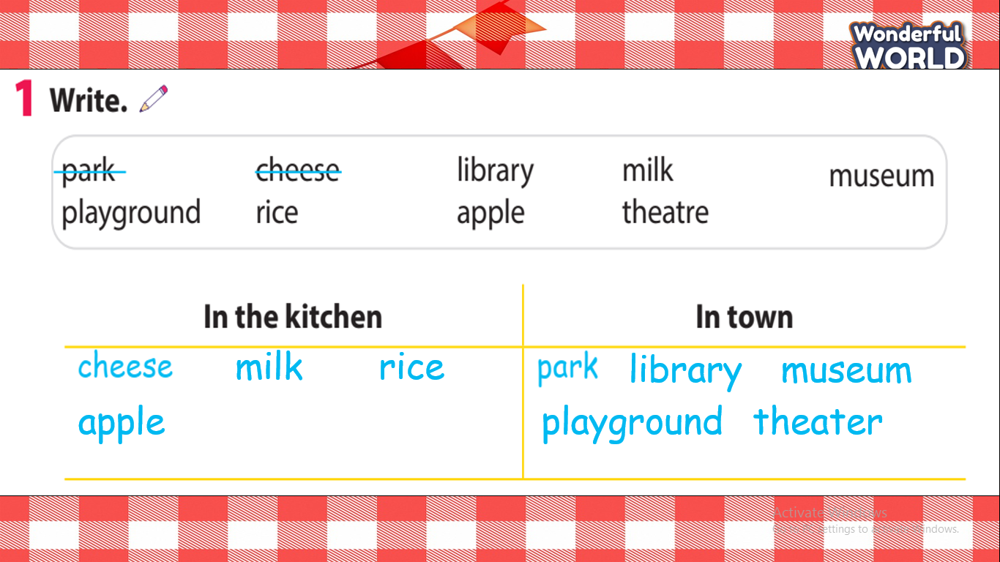 Wonderful
WORLD
1 Write.
park cheese library milk museum
playground rice apple theatre
In the kitchen In town
cheese milk rice park library museum
apple playground theater
Activate Windows
Go to Settings to activate Windows.